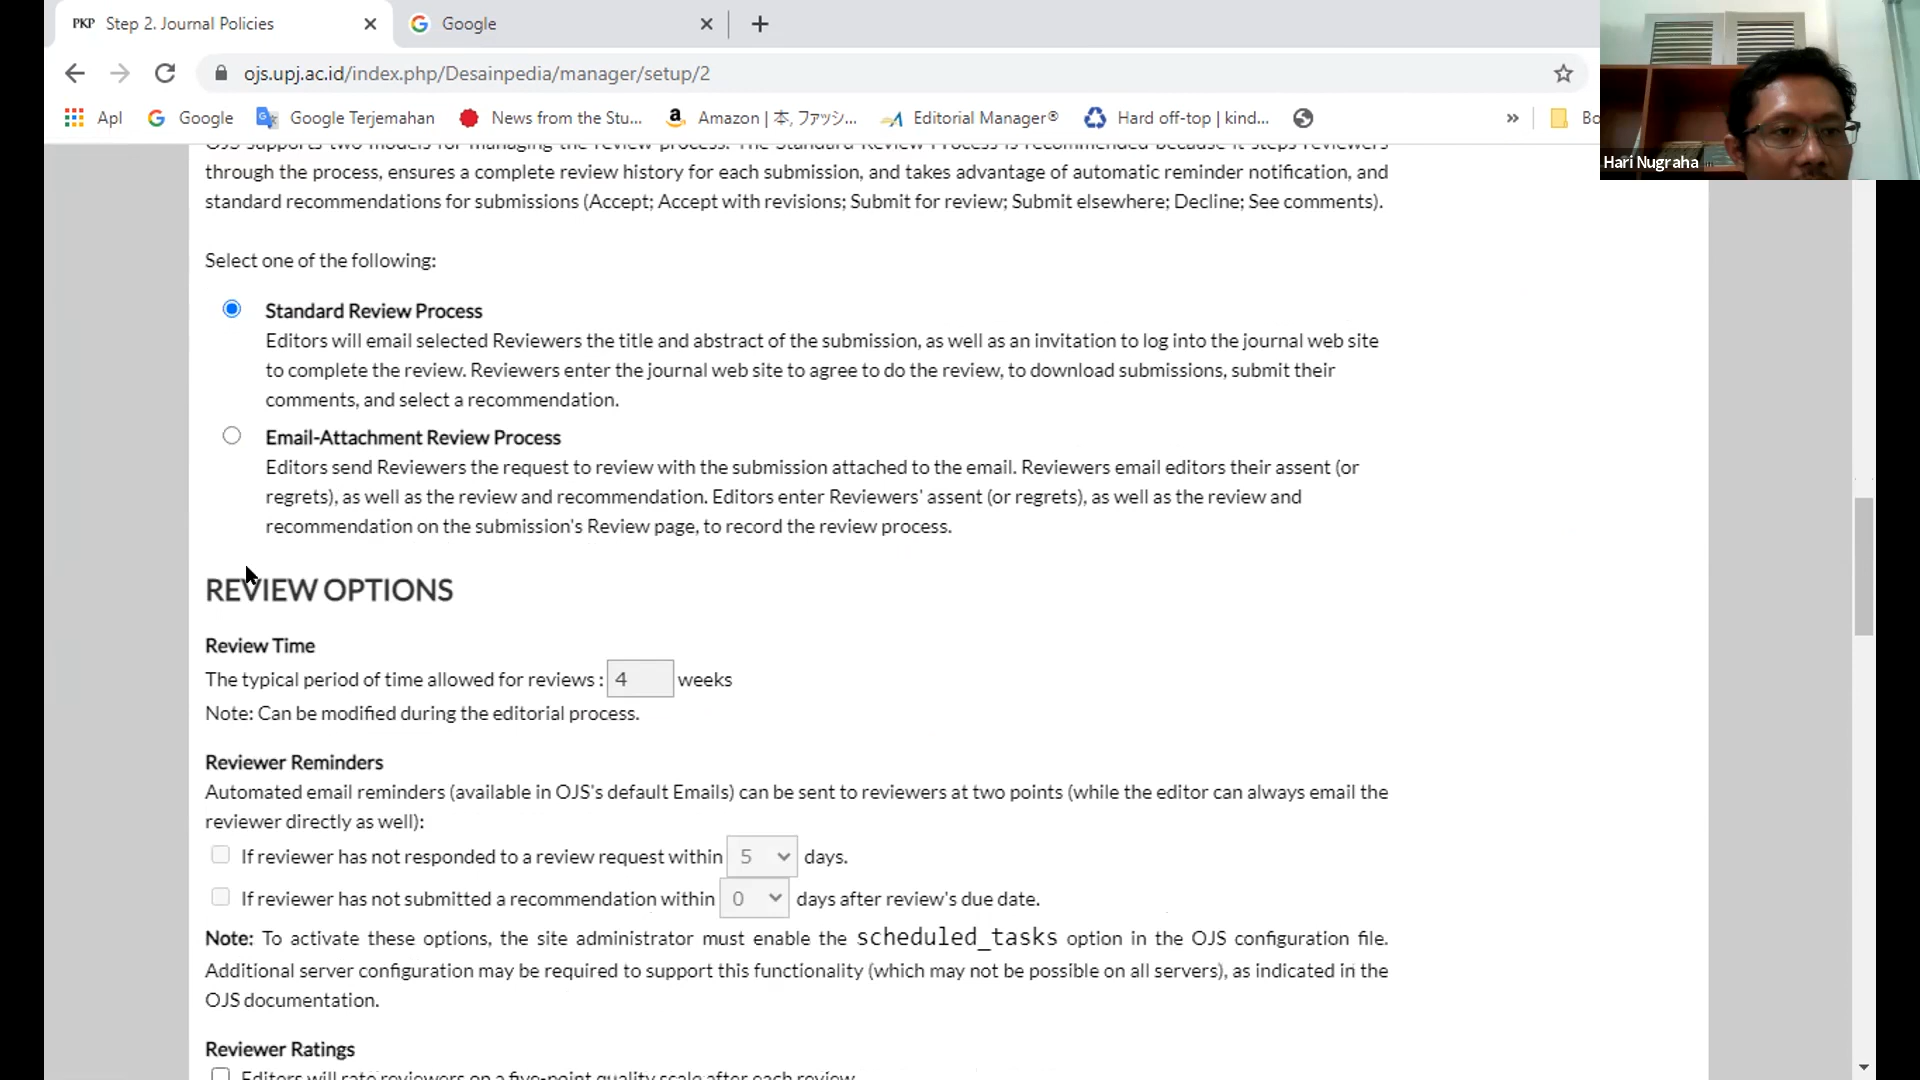 PKP Step 2. Journal Policies
Google
ojs.upj.ac.id/index.php/Desainpedia/manager/setup/2
Apl Google Google Terjemahan News from the Stu... Amazon | 本, ファッシ... Editorial Manager® Hard off-top | kind... » Bo
Hari Nugraha
OJS supports two models for managing the review process. The Standard Review Process is recommended because it steps reviewers
through the process, ensures a complete review history for each submission, and takes advantage of automatic reminder notification, and
standard recommendations for submissions (Accept; Accept with revisions; Submit for review; Submit elsewhere; Decline; See comments).
Select one of the following:
Standard Review Process
Editors will email selected Reviewers the title and abstract of the submission, as well as an invitation to log into the journal web site
to complete the review. Reviewers enter the journal web site to agree to do the review, to download submissions, submit their
comments, and select a recommendation.
Email-Attachment Review Process
Editors send Reviewers the request to review with the submission attached to the email. Reviewers email editors their assent (or
regrets), as well as the review and recommendation. Editors enter Reviewers' assent (or regrets), as well as the review and
recommendation on the submission's Review page, to record the review process.
REVIEW OPTIONS
Review Time
The typical period of time allowed for reviews : 4 weeks
Note: Can be modified during the editorial process.
Reviewer Reminders
Automated email reminders (available in OJS's default Emails) can be sent to reviewers at two points (while the editor can always email the
reviewer directly as well):
If reviewer has not responded to a review request within 5 days.
If reviewer has not submitted a recommendation within 0 days after review's due date.
Note: To activate these options, the site administrator must enable the scheduled_tasks option in the OJS configuration file.
Additional server configuration may be required to support this functionality (which may not be possible on all servers), as indicated in the
OJS documentation.
Reviewer Ratings
Editors will rate reviewers on a five-point quality scale after each review.